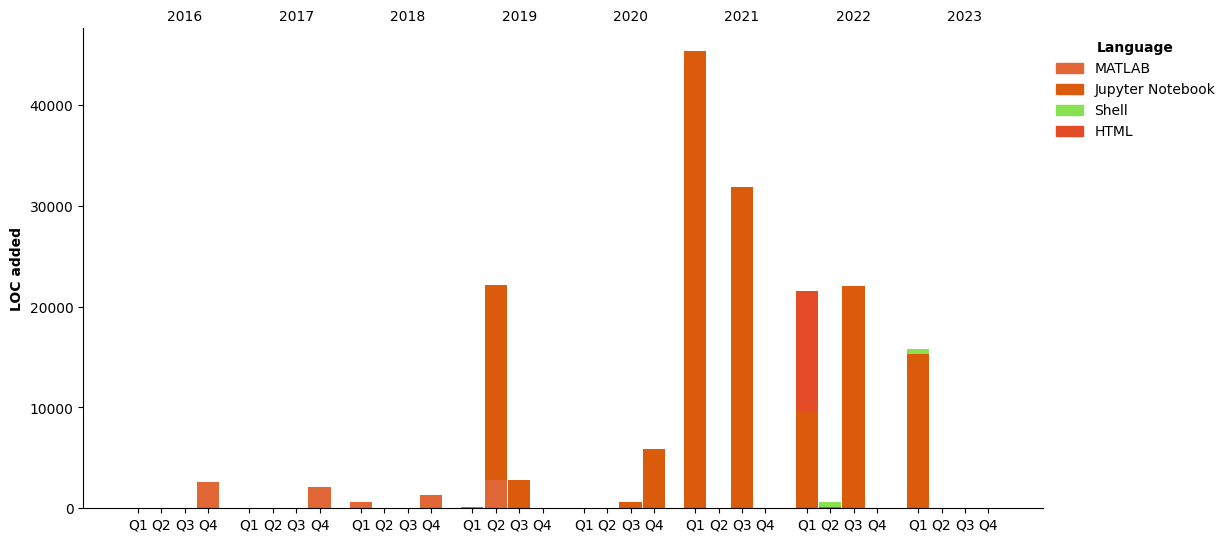 2016 2017 2018 2019 2020 2021 2022 2023
Language
MATLAB
Jupyter Notebook
Shell
HTML
LOC added
40000
30000
20000
10000
0
Q1 Q2 Q3 Q4 Q1 Q2 Q3 Q4 Q1 Q2 Q3 Q4 Q1 Q2 Q3 Q4 Q1 Q2 Q3 Q4 Q1 Q2 Q3 Q4 Q1 Q2 Q3 Q4 Q1 Q2 Q3 Q4